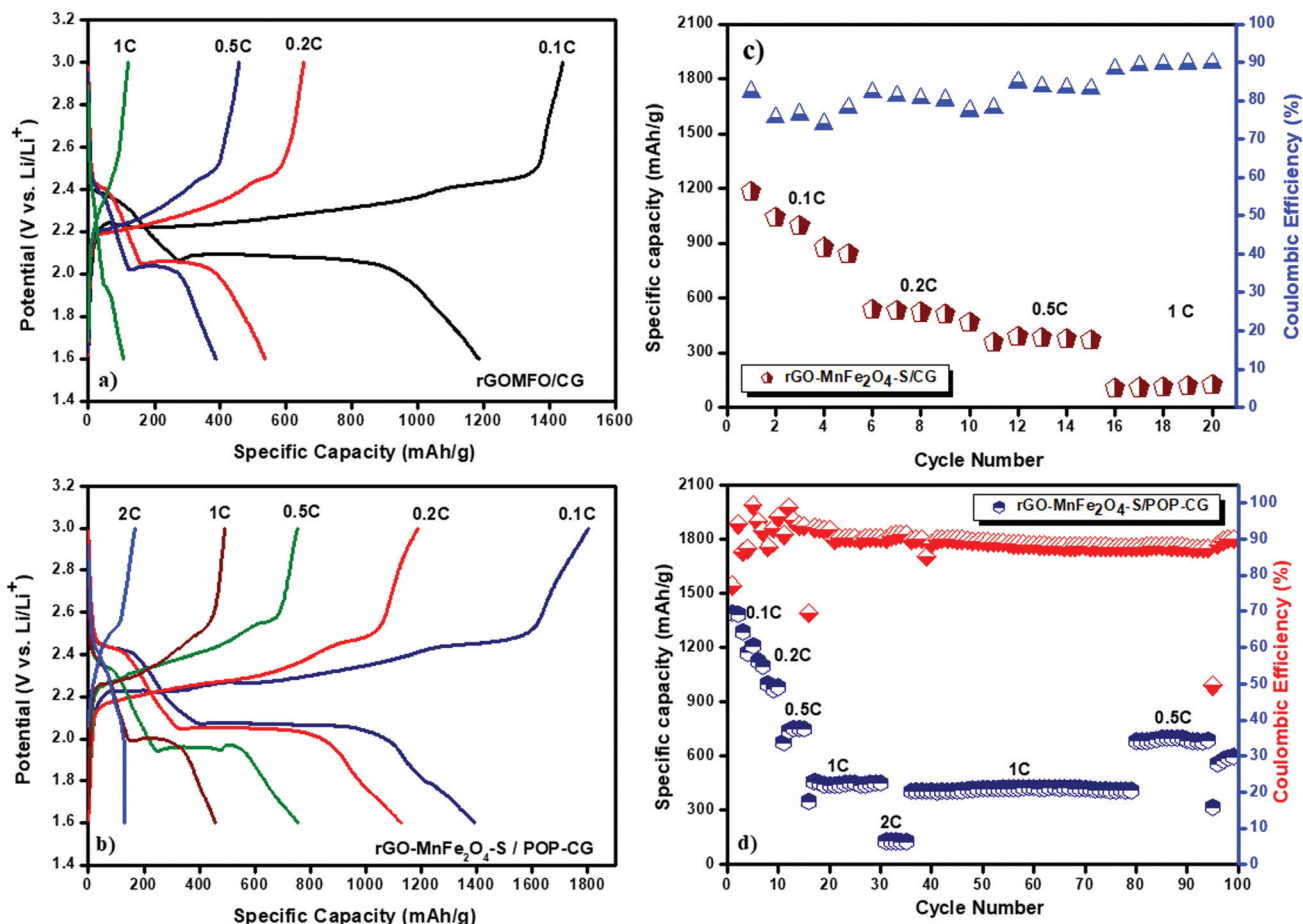 3.2
3.0
2.8
2.6
2.4
2.2
2.0
1.8
1.6
1.4
Potential (V vs. Li/Li⁺)
1C
0.5C
0.2C
0.1C
a)
rGOMFO/CG
0 200 400 600 800 1000 1200 1400 1600
Specific Capacity (mAh/g)
c)
2100
1800
1500
1200
900
600
300
0
Specific capacity (mAh/g)
0.1C
0.2C
0.5C
1 C
rGO-MnFe₂O₄-S/CG
100
90
80
70
60
50
40
30
20
10
0
Coulombic Efficiency (%)
0 2 4 6 8 10 12 14 16 18 20
Cycle Number
3.2
3.0
2.8
2.6
2.4
2.2
2.0
1.8
1.6
1.4
Potential (V vs. Li/Li⁺)
2C
1C
0.5C
0.2C
0.1C
b)
rGO-MnFe₂O₄-S / POP-CG
0 200 400 600 800 1000 1200 1400 1600 1800
Specific Capacity (mAh/g)
2100
1800
1500
1200
900
600
300
0
Specific capacity (mAh/g)
rGO-MnFe₂O₄-S/POP-CG
0.1C
0.2C
0.5C
1C
2C
1C
0.5C
d)
100
90
80
70
60
50
40
30
20
10
0
Coulombic Efficiency (%)
0 10 20 30 40 50 60 70 80 90 100
Cycle Number